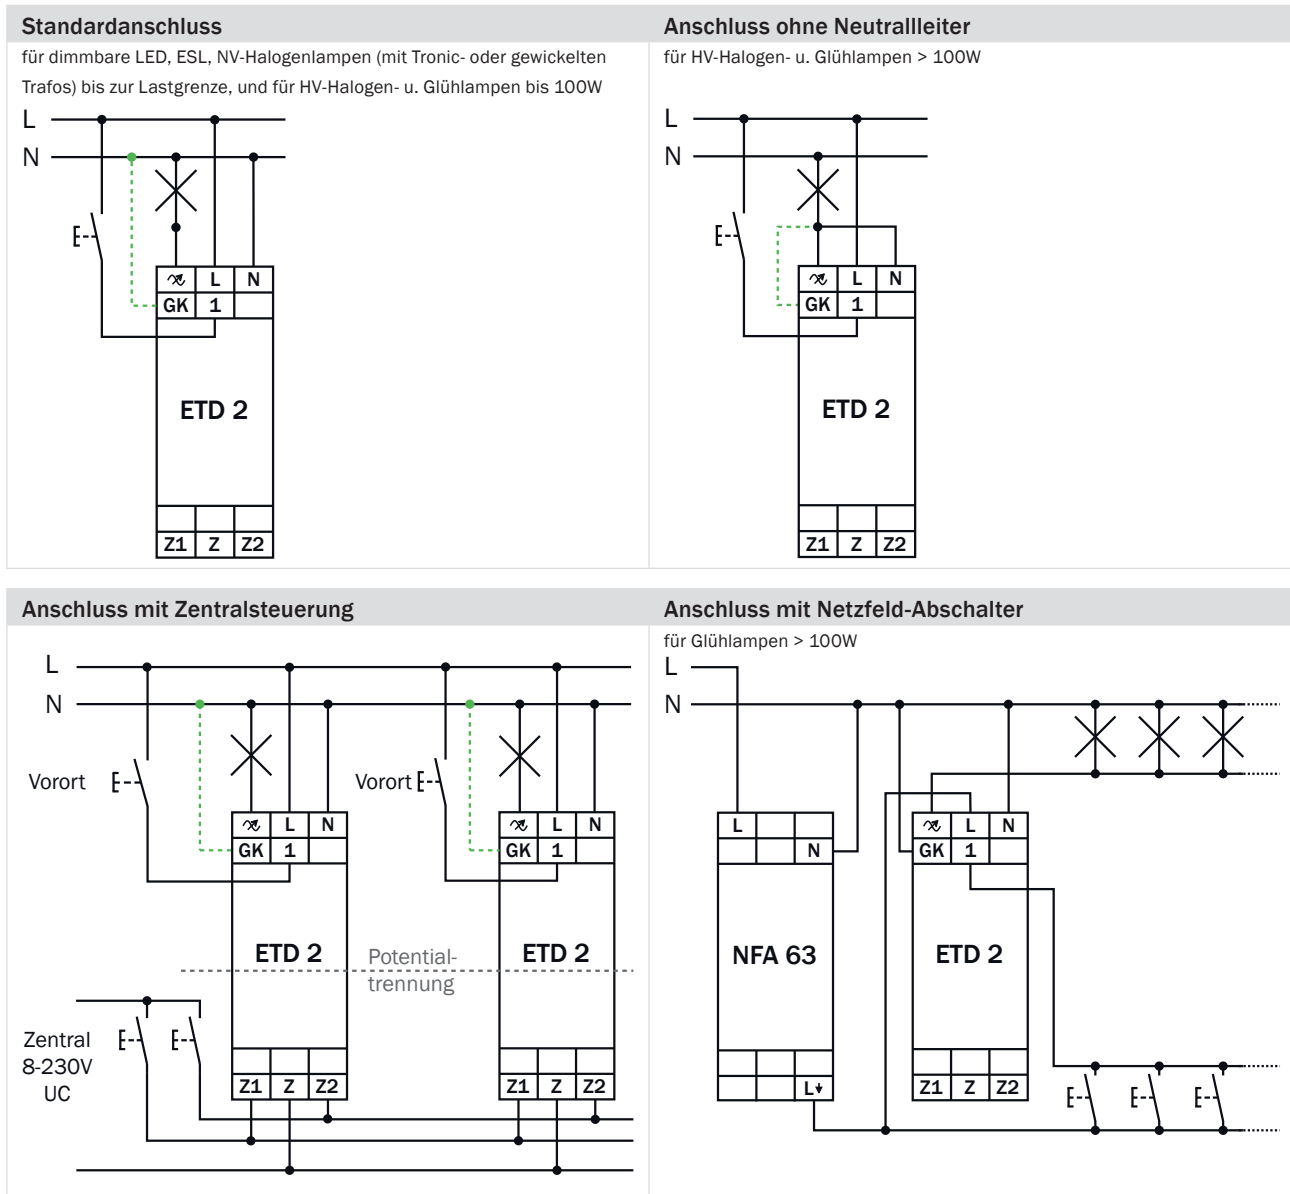 Standardanschluss
für dimmbare LED, ESL, NV-Halogenlampen (mit Tronic- oder gewickelten
Trafos) bis zur Lastgrenze, und für HV-Halogen- u. Glühlampen bis 100W
L
N
L N
GK 1
ETD 2
Z1 Z Z2
Anschluss ohne Neutrallleiter
für HV-Halogen- u. Glühlampen > 100W
L
N
L N
GK 1
ETD 2
Z1 Z Z2
Anschluss mit Zentralsteuerung
L
N
Vorort
Vorort
L N
GK 1
L N
GK 1
ETD 2
ETD 2
Potential-
trennung
Zentral
8-230V
UC
Z1 Z Z2
Z1 Z Z2
Anschluss mit Netzfeld-Abschalter
für Glühlampen > 100W
L
N
L
N
L N
GK 1
NFA 63
ETD 2
L
Z1 Z Z2